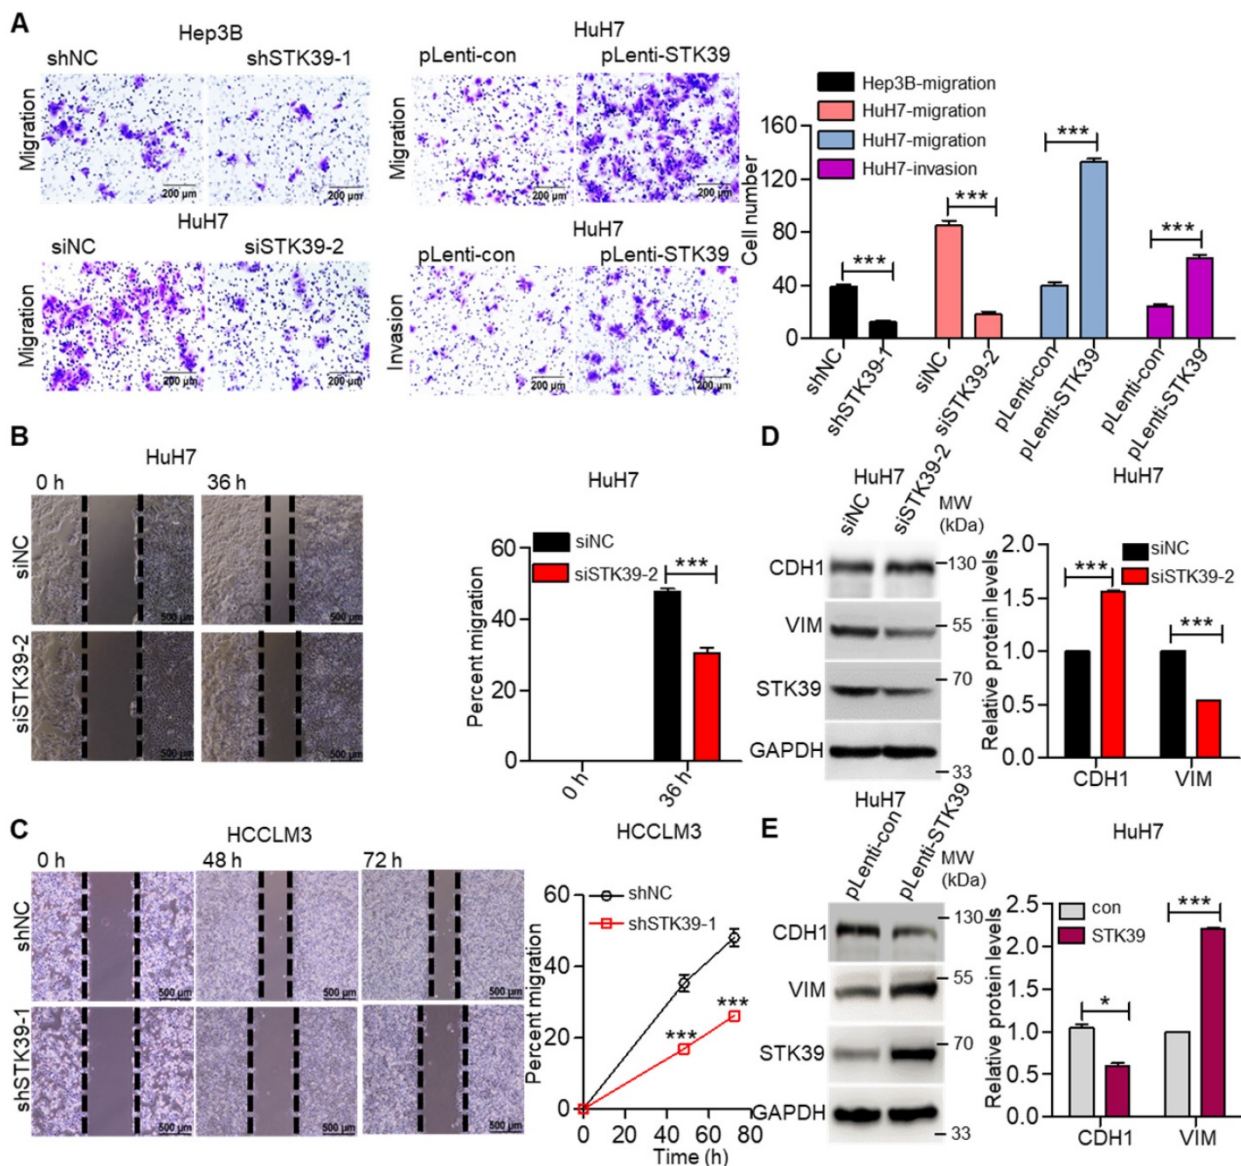 A
Hep3B
shNC shSTK39-1
Migration
200 µm 200 µm
HuH7
siNC siSTK39-2
Migration
200 µm 200 µm
HuH7
pLenti-con pLenti-STK39
Migration
200 µm 200 µm
HuH7
pLenti-con pLenti-STK39
Invasion
200 µm 200 µm
Hep3B-migration
HuH7-migration
HuH7-migration
HuH7-invasion
Cell number
160
120
80
40
0
*** *** *** ***
shNC shSTK39-1 siNC siSTK39-2 pLenti-con pLenti-STK39 pLenti-con pLenti-STK39
B
HuH7
0 h 36 h
siNC
500 µm 500 µm
siSTK39-2
500 µm 500 µm
HuH7
siNC
siSTK39-2
***
Percent migration
60
40
20
0
0 h 36 h
C
HCCLM3
0 h 48 h 72 h
shNC
500 µm 500 µm 500 µm
shSTK39-1
500 µm 500 µm 500 µm
HCCLM3
shNC
shSTK39-1
Percent migration
60
40
20
0
*** ***
0 20 40 60 80
Time (h)
D
HuH7
siNC siSTK39-2
MW
(kDa)
CDH1
130
VIM
55
STK39
70
GAPDH
33
HuH7
siNC
siSTK39-2
Relative protein levels
2.0
1.5
1.0
0.5
0.0
*** ***
CDH1 VIM
E
HuH7
pLenti-con pLenti-STK39
MW
(kDa)
CDH1
130
VIM
55
STK39
70
GAPDH
33
HuH7
con
STK39
Relative protein levels
2.5
2.0
1.5
1.0
0.5
0.0
* ***
CDH1 VIM